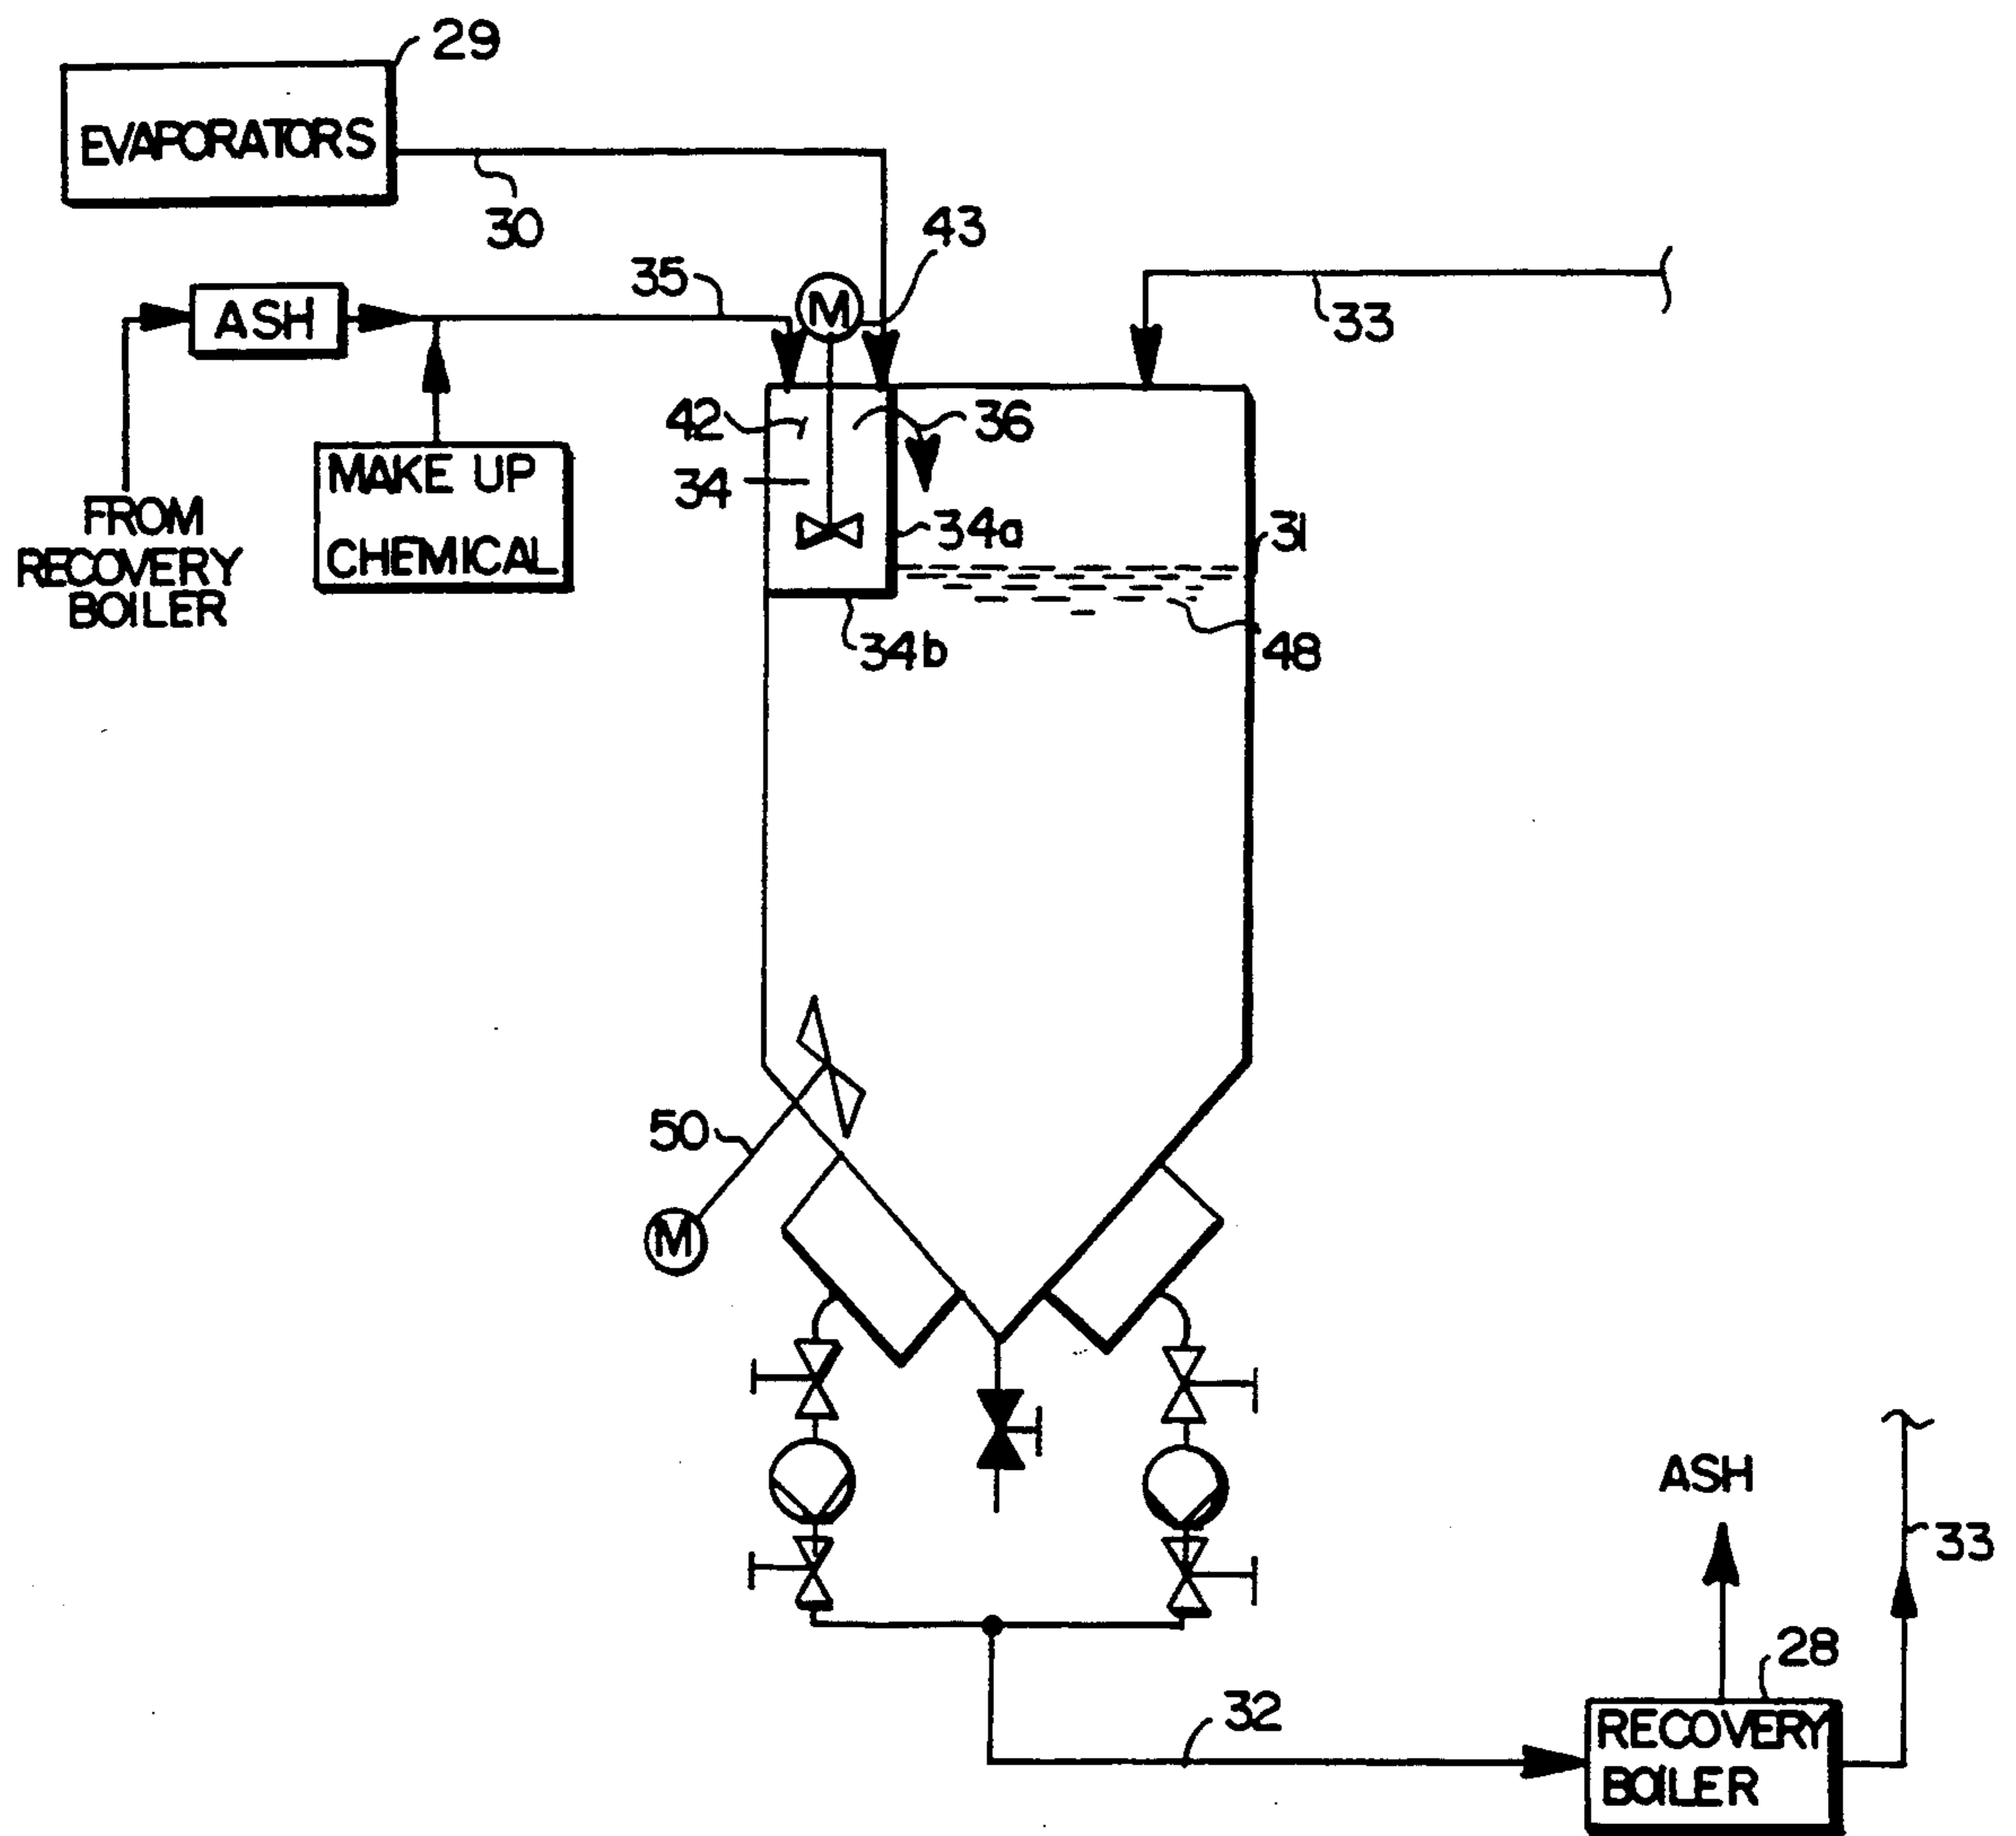 29
EVAPORATORS
30
43
35
M
33
ASH
42
36
34
MAKE UP
CHEMICAL
FROM
RECOVERY
BOILER
34a
31
34b
48
50
M
ASH
33
28
32
RECOVERY
BOILER